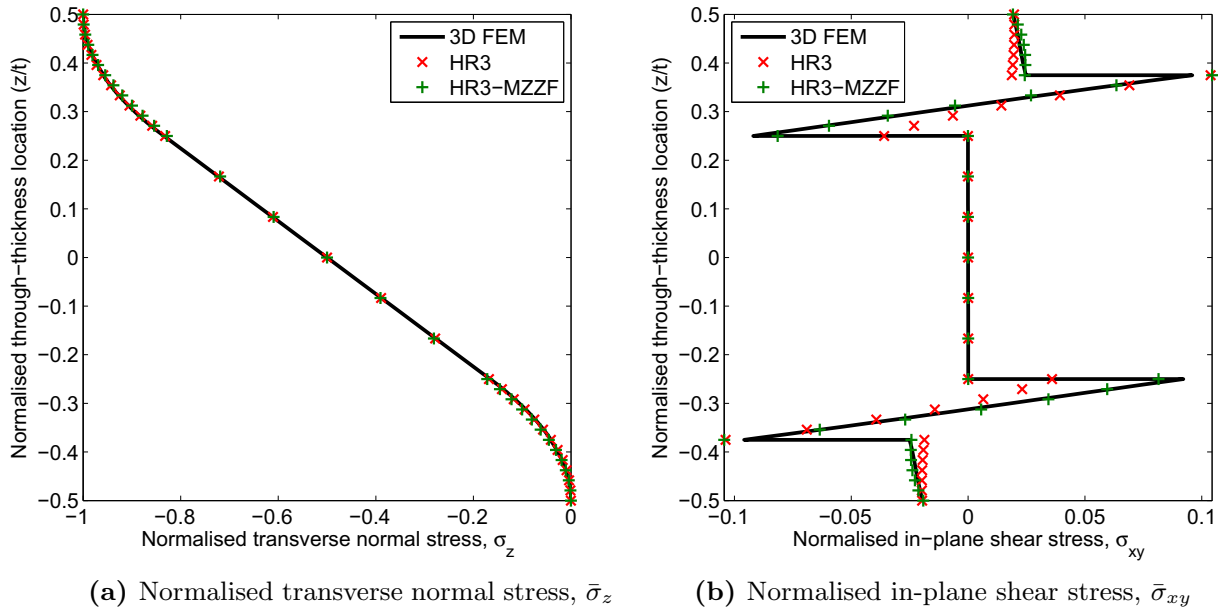 3D FEM
HR3
HR3−MZZF
Normalised through−thickness location (z/t)
0.5
0.4
0.3
0.2
0.1
0
−0.1
−0.2
−0.3
−0.4
−0.5
−1
−0.8
−0.6
−0.4
−0.2
0
Normalised transverse normal stress, σz
(a) Normalised transverse normal stress, σ̄z
3D FEM
HR3
HR3−MZZF
Normalised through−thickness location (z/t)
0.5
0.4
0.3
0.2
0.1
0
−0.1
−0.2
−0.3
−0.4
−0.5
−0.1
−0.05
0
0.05
0.1
Normalised in−plane shear stress, σxy
(b) Normalised in-plane shear stress, σ̄xy